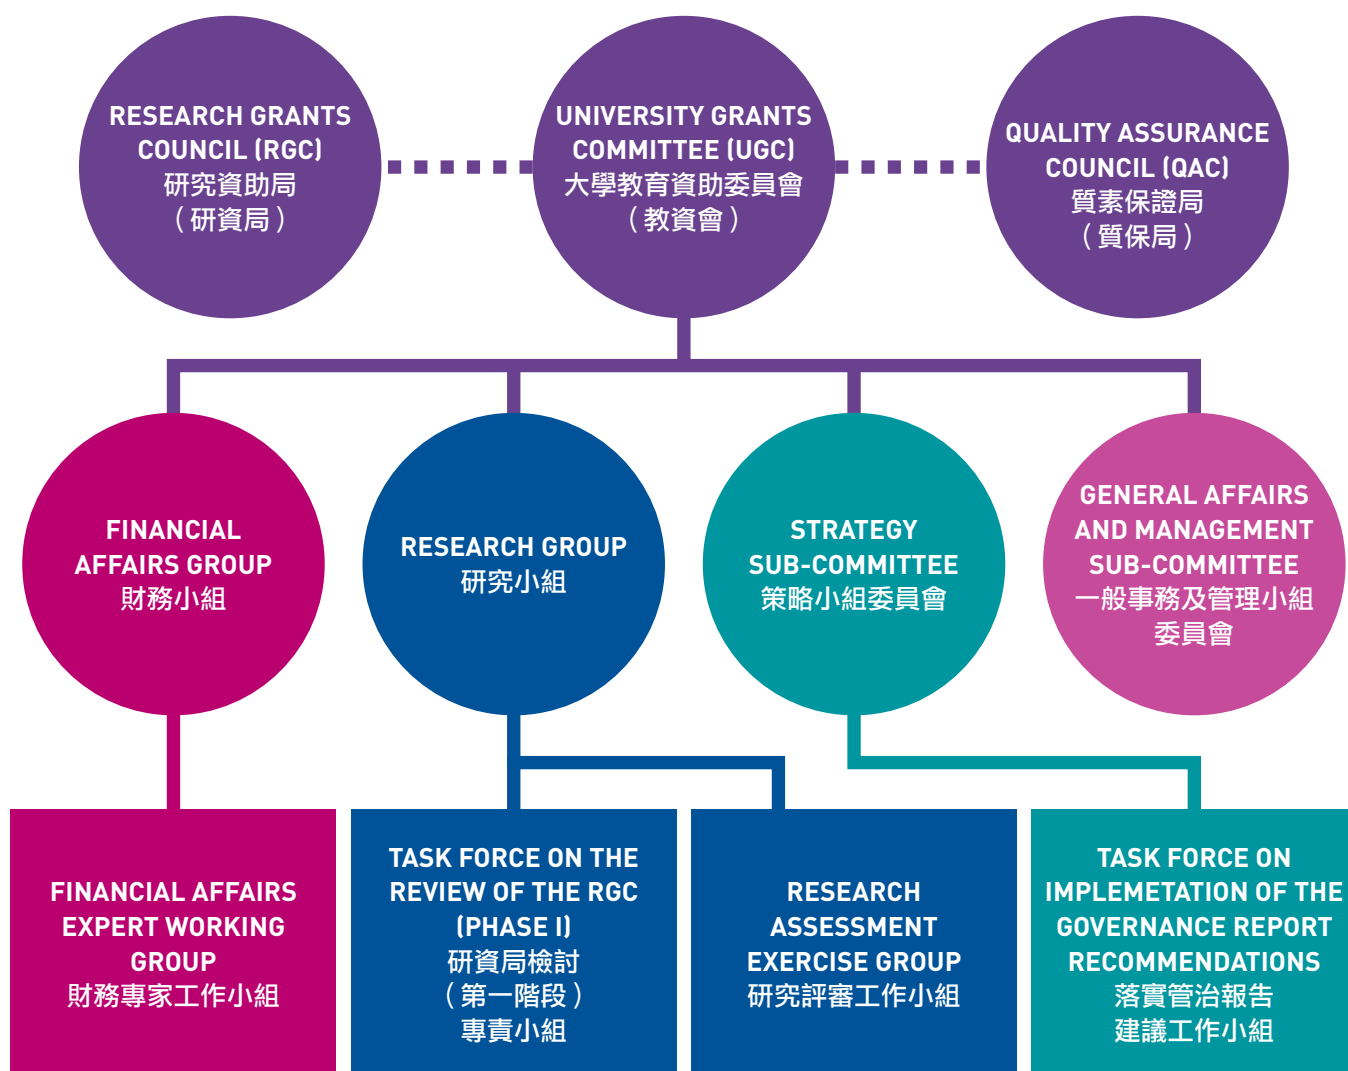 RESEARCH GRANTS
COUNCIL (RGC)
研究資助局
（研資局）
UNIVERSITY GRANTS
COMMITTEE (UGC)
大學教育資助委員會
（教資會）
QUALITY ASSURANCE
COUNCIL (QAC)
質素保證局
（質保局）
FINANCIAL
AFFAIRS GROUP
財務小組
RESEARCH GROUP
研究小組
STRATEGY
SUB-COMMITTEE
策略小組委員會
GENERAL AFFAIRS
AND MANAGEMENT
SUB-COMMITTEE
一般事務及管理小組
委員會
FINANCIAL AFFAIRS
EXPERT WORKING
GROUP
財務專家工作小組
TASK FORCE ON THE
REVIEW OF THE RGC
(PHASE I)
研資局檢討
（第一階段）
專責小組
RESEARCH
ASSESSMENT
EXERCISE GROUP
研究評審工作小組
TASK FORCE ON
IMPLEMETATION OF THE
GOVERNANCE REPORT
RECOMMENDATIONS
落實管治報告
建議工作小組